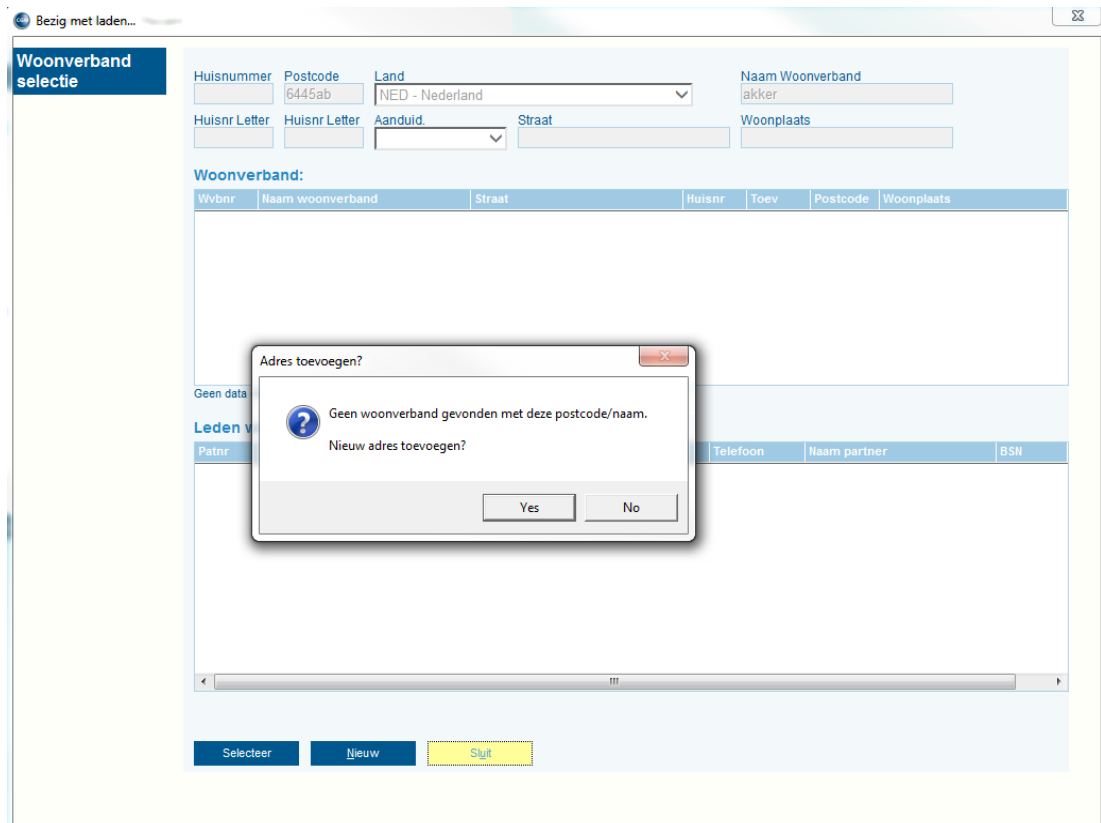 Bezig met laden...
Woonverband
selectie
Huisnummer Postcode Land Naam Woonverband
6445ab NED - Nederland akker
Huisnr Letter Huisnr Letter Aanduid. Straat Woonplaats
Woonverband:
Wvbnr Naam woonverband Straat Huisnr Toev Postcode Woonplaats
Adres toevoegen?
Geen data
Geen woonverband gevonden met deze postcode/naam.
Nieuw adres toevoegen?
Leden
Patnr Telefoon Naam partner BSN
Yes No
Selecteer Nieuw Sluit